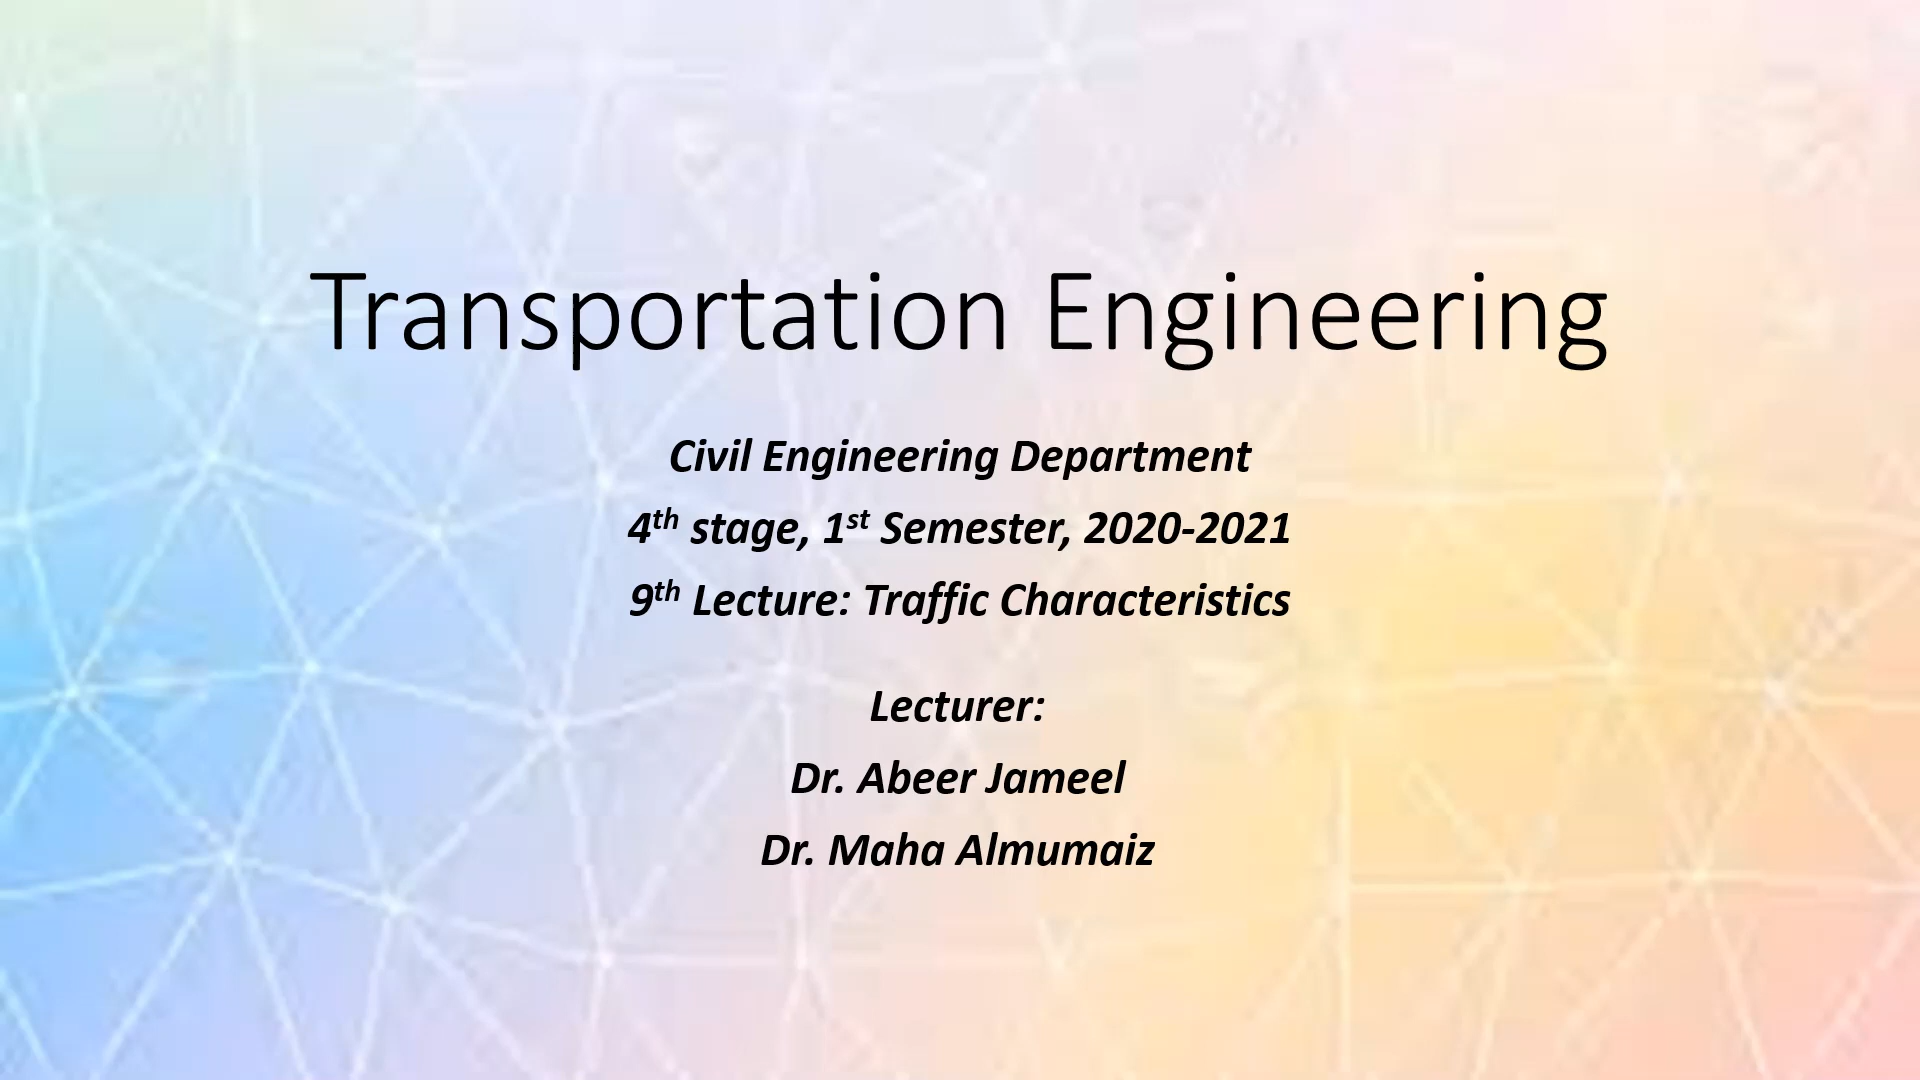 Transportation Engineering
Civil Engineering Department
4th stage, 1st Semester, 2020-2021
9th Lecture: Traffic Characteristics
Lecturer:
Dr. Abeer Jameel
Dr. Maha Almumaiz